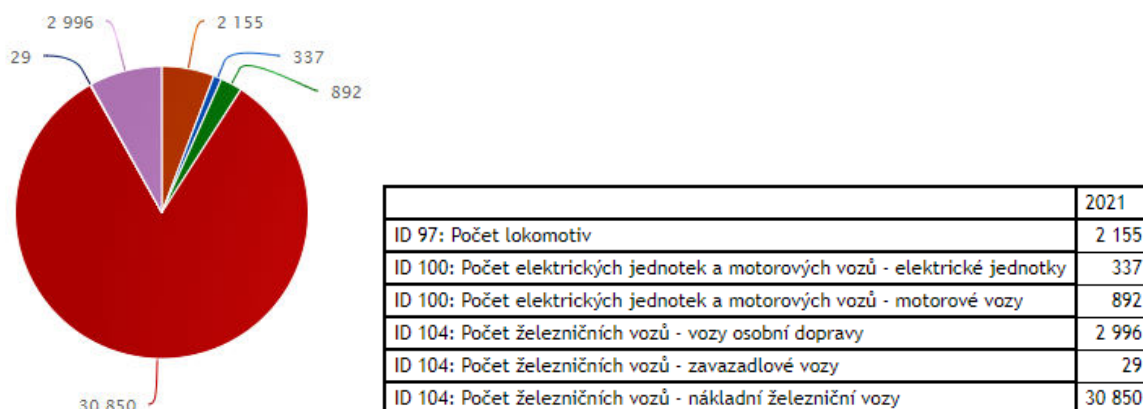 2 996
2 155
29
337
892
30 850
2021
ID 97: Počet lokomotiv 2 155
ID 100: Počet elektrických jednotek a motorových vozů - elektrické jednotky 337
ID 100: Počet elektrických jednotek a motorových vozů - motorové vozy 892
ID 104: Počet železničních vozů - vozy osobní dopravy 2 996
ID 104: Počet železničních vozů - zavazadlové vozy 29
ID 104: Počet železničních vozů - nákladní železniční vozy 30 850